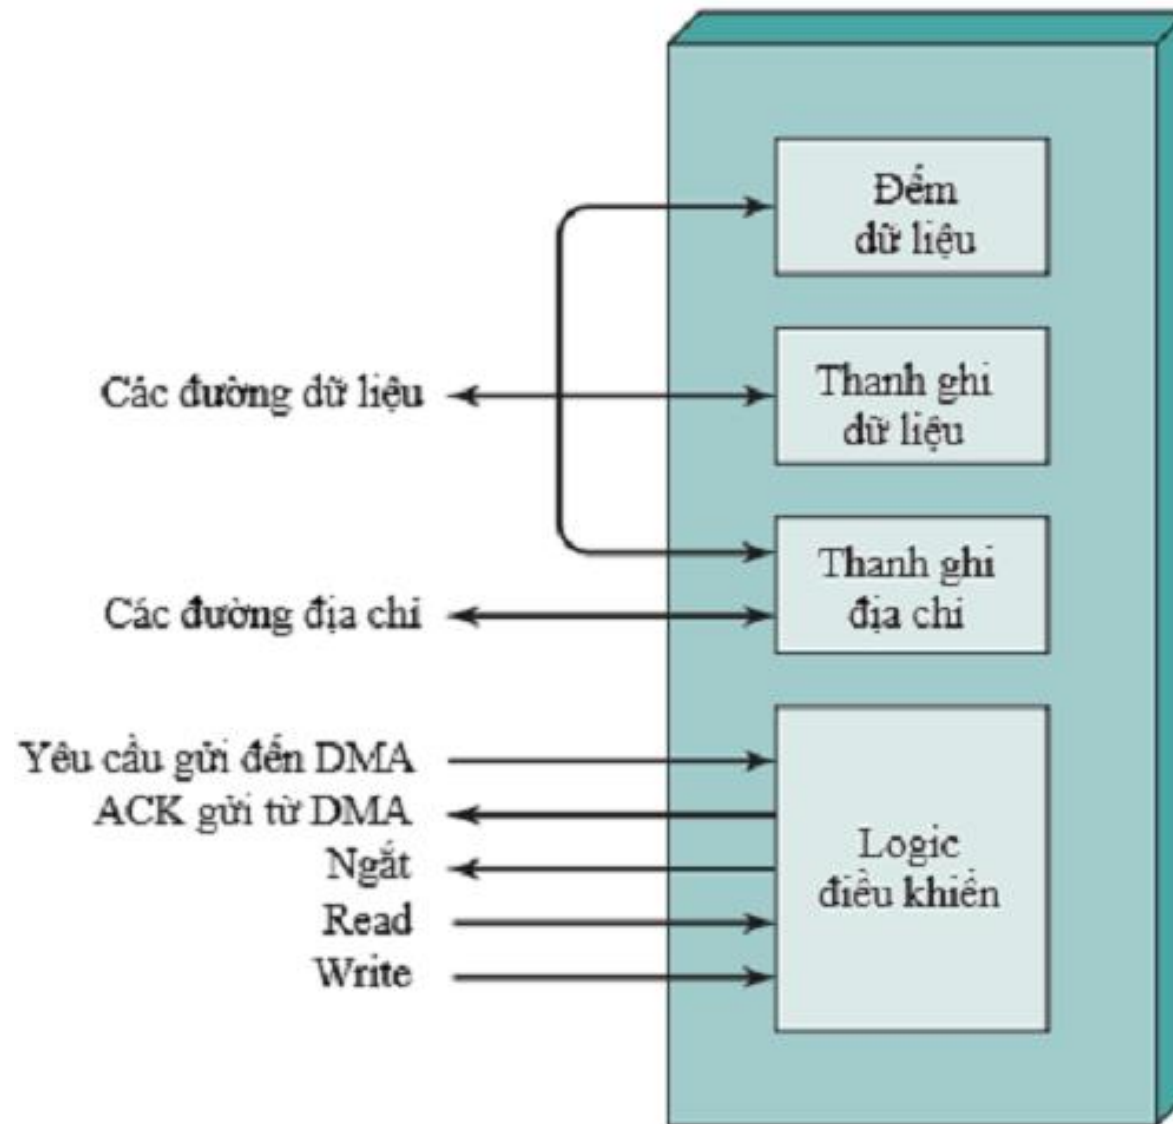 Đếm
dữ liệu
Các đường dữ liệu
Thanh ghi
dữ liệu
Thanh ghi
địa chỉ
Các đường địa chỉ
Yêu cầu gửi đến DMA
ACK gửi từ DMA
Ngắt
Read
Write
Logic
điều khiển